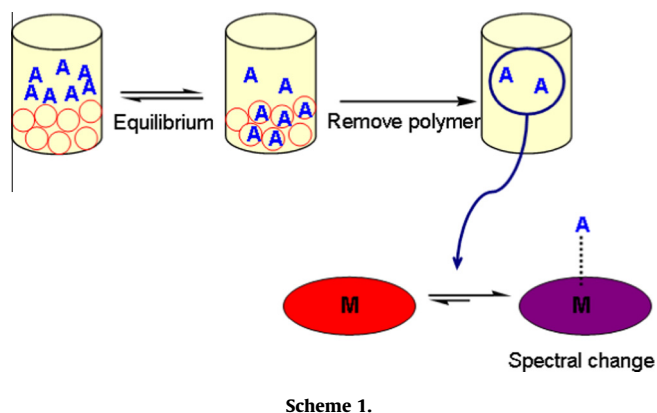 A A A
A A A A
A A
A A A
A A
A A
Equilibrium
Remove polymer
A
M
M
Spectral change
Scheme 1.